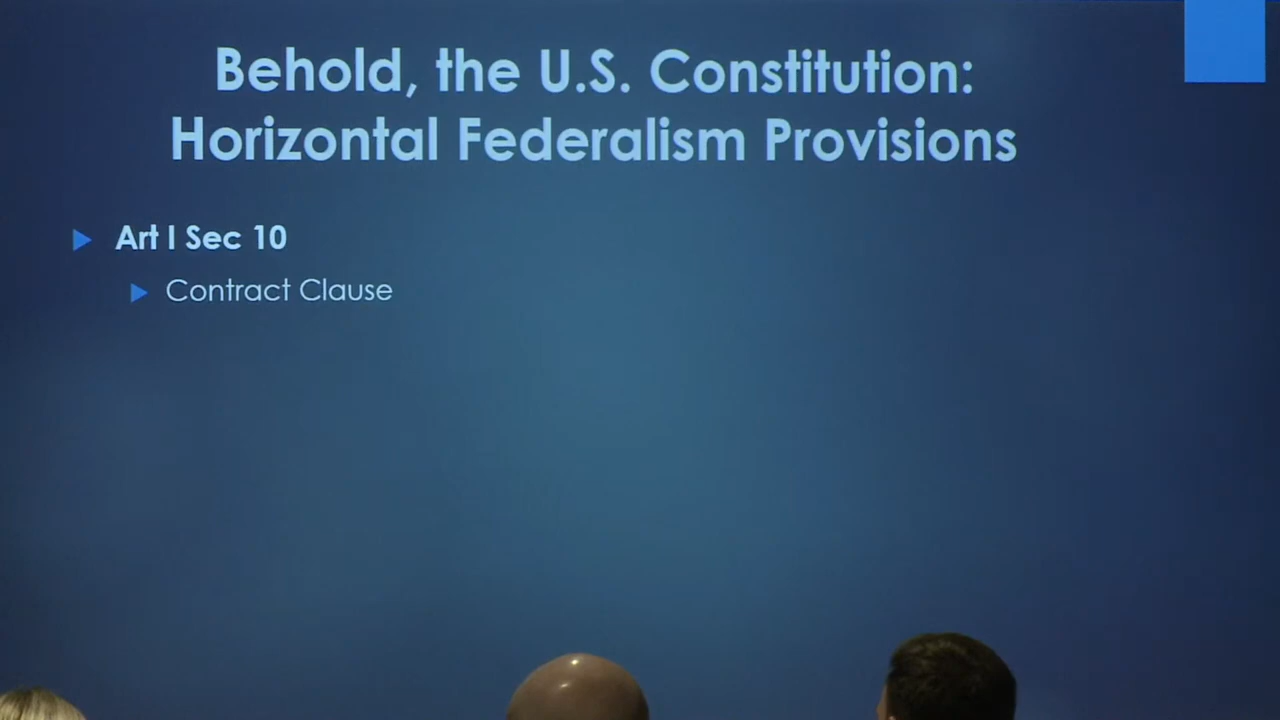 Behold, the U.S. Constitution:
Horizontal Federalism Provisions
Art I Sec 10
Contract Clause